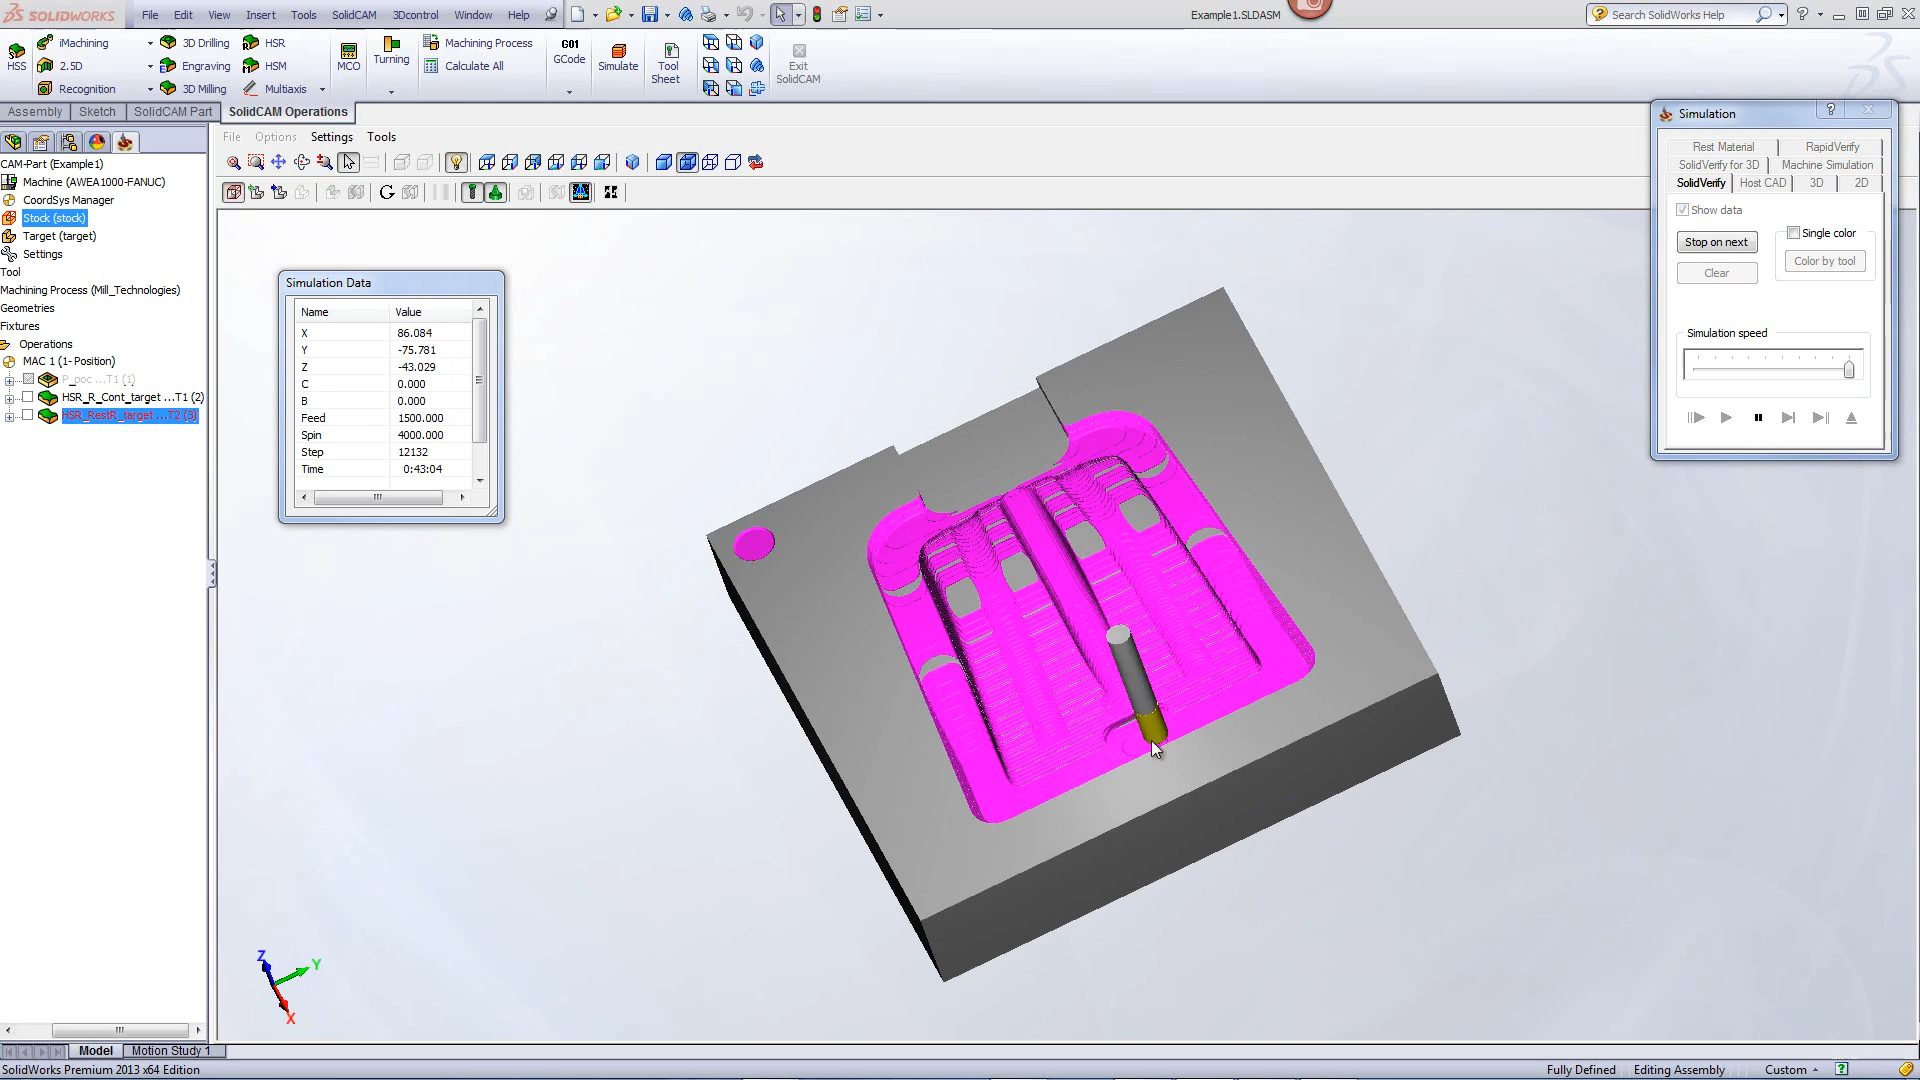 SOLIDWORKS
File Edit View Insert Tools SolidCAM 3Dcontrol Window Help
Example1.SLDASM
Search SolidWorks Help
HSS
iMachining
2.5D
Recognition
3D Drilling
Engraving
3D Milling
HSR
HSM
Multiaxis
MCO
Turning
Machining Process
Calculate All
G01
GCode
Simulate
Tool
Sheet
Exit
SolidCAM
Assembly Sketch SolidCAM Part SolidCAM Operations
File Options Settings Tools
CAM-Part (Example1)
Machine (AWEA1000-FANUC)
CoordSys Manager
Stock (stock)
Target (target)
Settings
Tool
Machining Process (Mill_Technologies)
Geometries
Fixtures
Operations
MAC 1 (1- Position)
P_poc ...T1 (1)
HSR_R_Cont_target ...T1 (2)
HSR_RestR_target ...T2 (3)
Simulation Data
Name Value
X 86.084
Y -75.781
Z -43.029
C 0.000
B 0.000
Feed 1500.000
Spin 4000.000
Step 12132
Time 0:43:04
Simulation
Rest Material RapidVerify
SolidVerify for 3D Machine Simulation
SolidVerify Host CAD 3D 2D
Show data
Stop on next
Single color
Clear
Color by tool
Simulation speed
Z
Y
X
Model Motion Study 1
SolidWorks Premium 2013 x64 Edition
Fully Defined Editing Assembly Custom